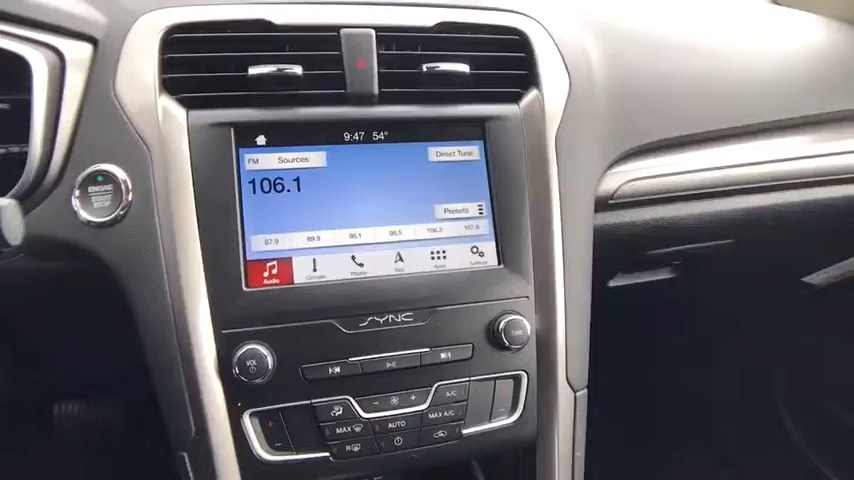 9:47 54°
FM Sources Direct Tune
106.1
Presets
87.9 89.9 96.1 98.5 106.3 107.9
Audio Climate Phone Nav Apps Settings
ENGINE
START
STOP
SYNC
VOL
TUNE
A/C
MAX AUTO MAX A/C
R